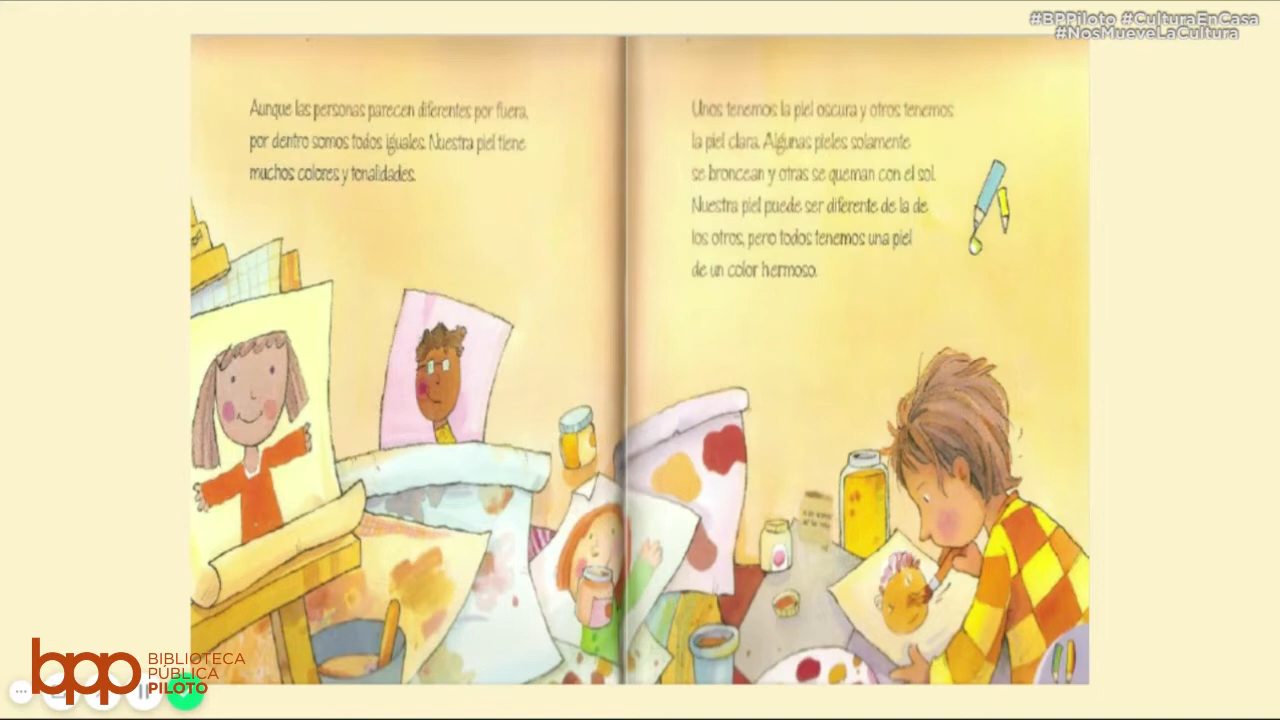 #BPPiloto #CulturaEnCasa
#NosMueveLaCultura
Aunque las personas parecen diferentes por fuera,
por dentro somos todos iguales. Nuestra piel tiene
muchos colores y tonalidades.
Unos tenemos la piel oscura y otros tenemos
la piel clara. Algunas pieles solamente
se broncean y otras se queman con el sol.
Nuestra piel puede ser diferente de la de
los otros, pero todos tenemos una piel
de un color hermoso.
bpp
BIBLIOTECA
PÚBLICA
PILOTO